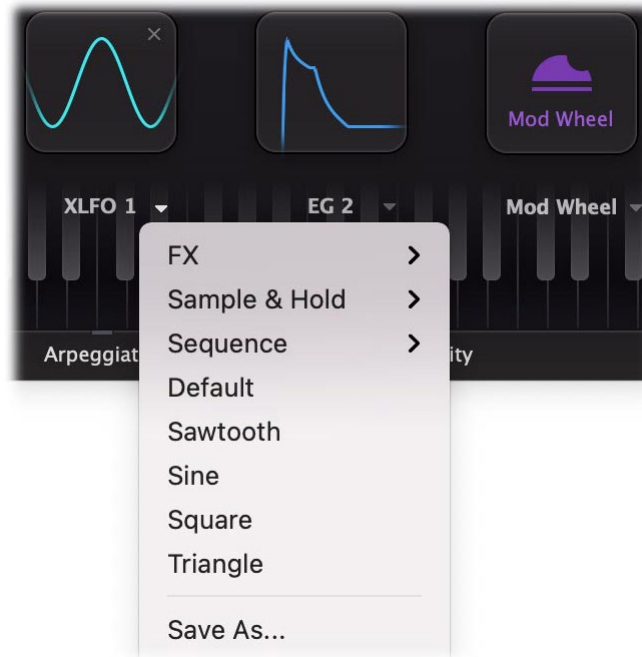 Mod Wheel
XLFO 1
EG 2
Mod Wheel
FX
Sample & Hold
Sequence
Default
Sawtooth
Sine
Square
Triangle
Save As...